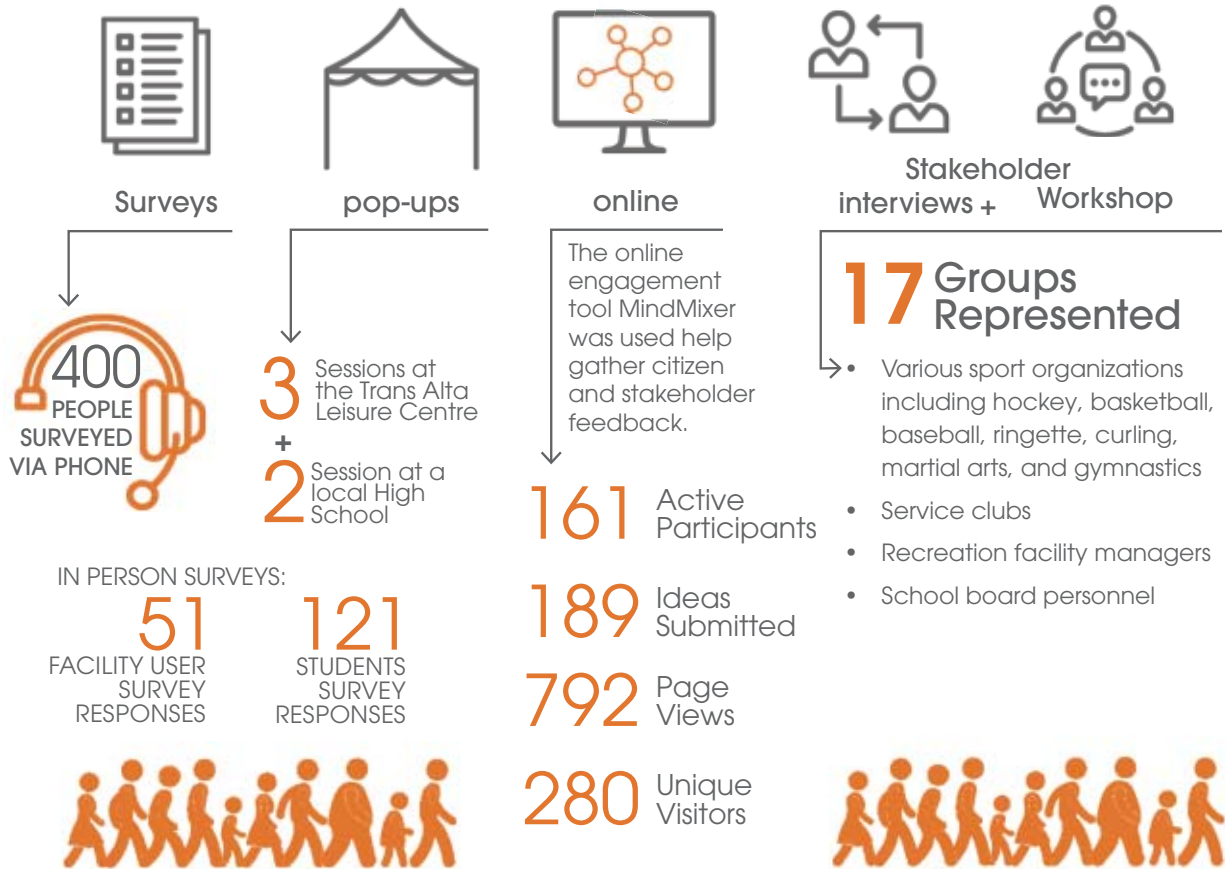 Surveys
400
PEOPLE
SURVEYED
VIA PHONE
IN PERSON SURVEYS:
51
FACILITY USER
SURVEY
RESPONSES
121
STUDENTS
SURVEY
RESPONSES
pop-ups
3 Sessions at
the Trans Alta
Leisure Centre
+
2 Session at a
local High
School
online
The online
engagement
tool MindMixer
was used help
gather citizen
and stakeholder
feedback.
161 Active
Participants
189 Ideas
Submitted
792 Page
Views
280 Unique
Visitors
Stakeholder
interviews + Workshop
17 Groups
Represented
• Various sport organizations
including hockey, basketball,
baseball, ringette, curling,
martial arts, and gymnastics
• Service clubs
• Recreation facility managers
• School board personnel